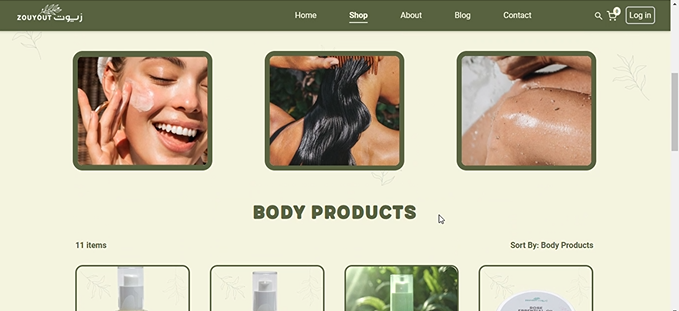 ZOUYOUT زيوت
Home
Shop
About
Blog
Contact
0
Log in
BODY PRODUCTS
11 items
Sort By: Body Products